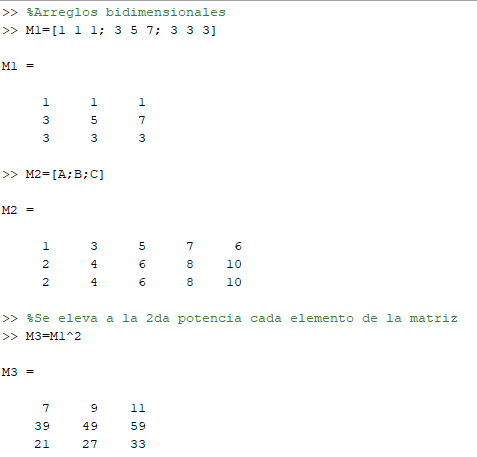 >> %Arreglos bidimensionales
>> M1=[1 1 1; 3 5 7; 3 3 3]
M1 =
1 1 1
3 5 7
3 3 3
>> M2=[A;B;C]
M2 =
1 3 5 7 6
2 4 6 8 10
2 4 6 8 10
>> %Se eleva a la 2da potencia cada elemento de la matriz
>> M3=M1^2
M3 =
7 9 11
39 49 59
21 27 33